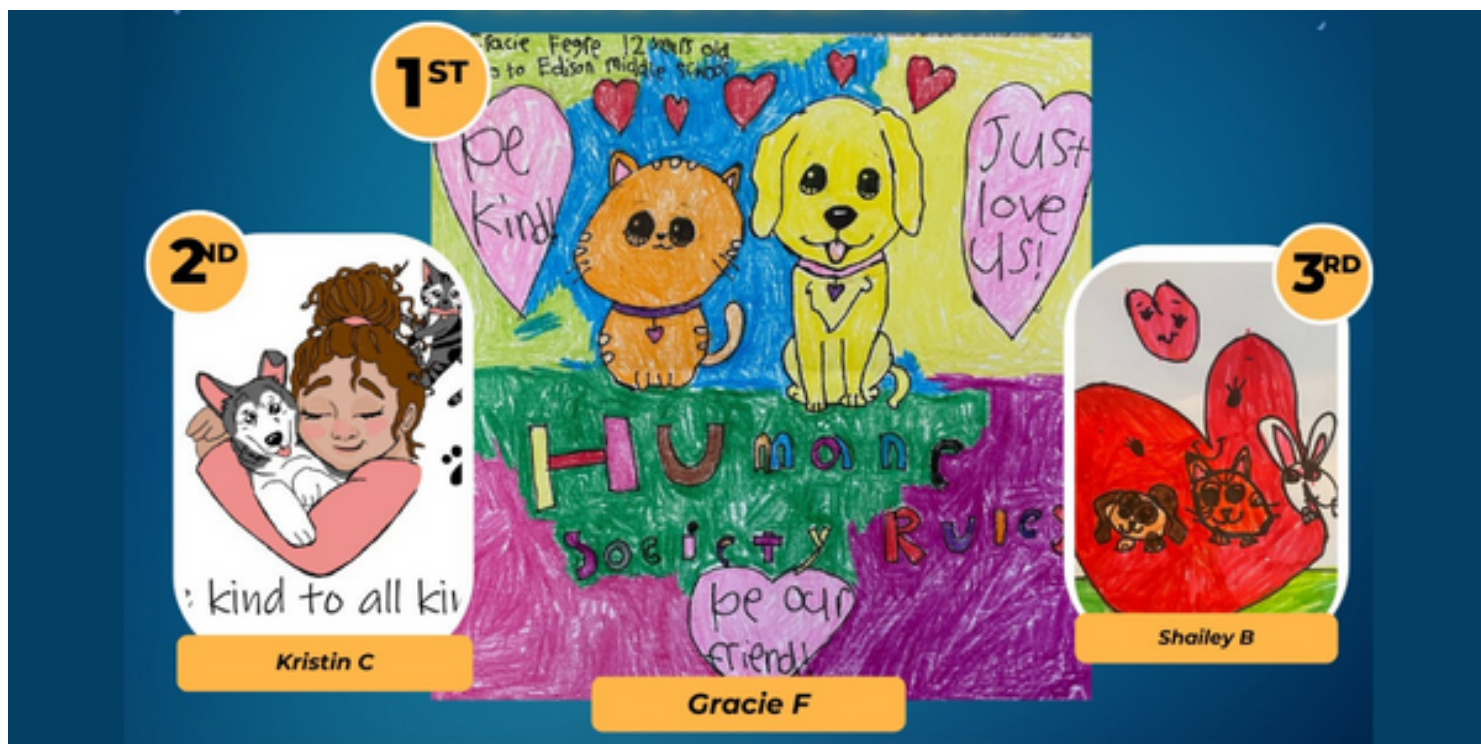 1ST
Gracie Fegre 12 years old
to Edison Middle School
be
kind!
Just
love
us!
Humane
Society Rules
be our
friend!
Gracie F
2ND
kind to all
Kristin C
3RD
Shailey B